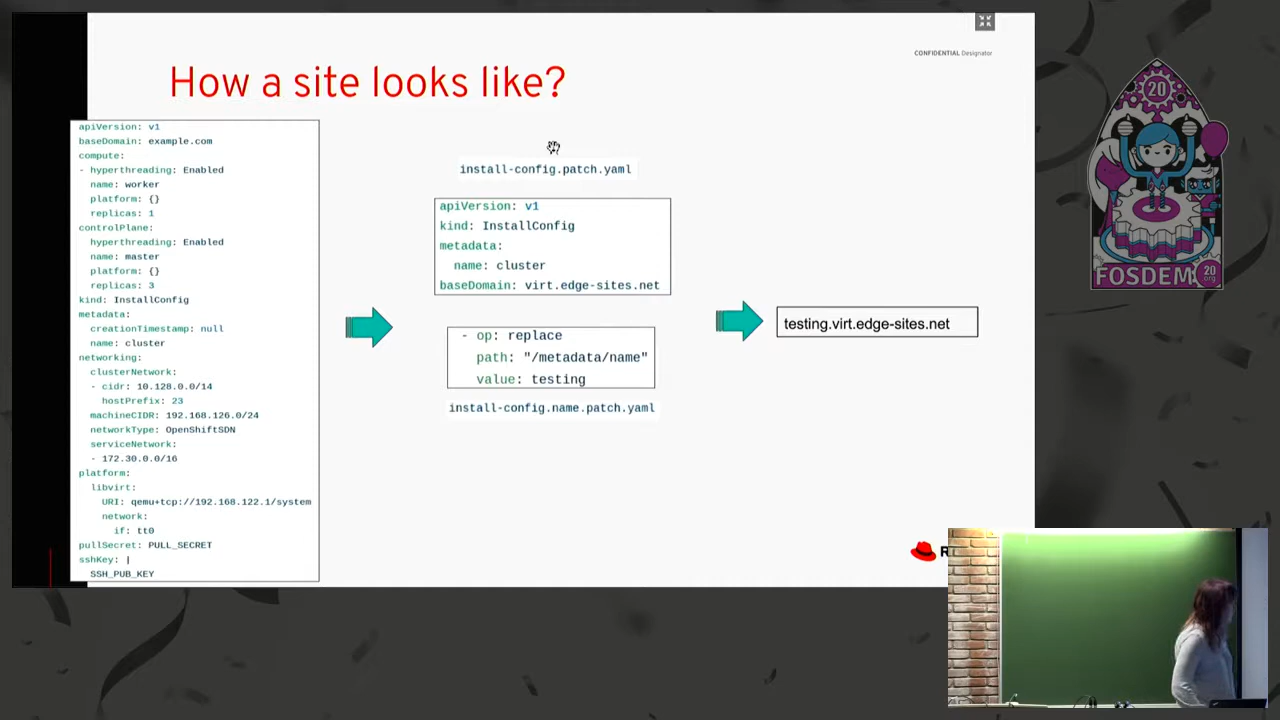 CONFIDENTIAL Designator
How a site looks like?
apiVersion: v1
baseDomain: example.com
compute:
- hyperthreading: Enabled
name: worker
platform: {}
replicas: 1
controlPlane:
hyperthreading: Enabled
name: master
platform: {}
replicas: 3
kind: InstallConfig
metadata:
creationTimestamp: null
name: cluster
networking:
clusterNetwork:
- cidr: 10.128.0.0/14
hostPrefix: 23
machineCIDR: 192.168.126.0/24
networkType: OpenShiftSDN
serviceNetwork:
- 172.30.0.0/16
platform:
libvirt:
URI: qemu+tcp://192.168.122.1/system
network:
if: tt0
pullSecret: PULL_SECRET
sshKey: |
SSH_PUB_KEY
install-config.patch.yaml
apiVersion: v1
kind: InstallConfig
metadata:
name: cluster
baseDomain: virt.edge-sites.net
- op: replace
path: "/metadata/name"
value: testing
install-config.name.patch.yaml
testing.virt.edge-sites.net
R
20
FOSDEM
20
.org